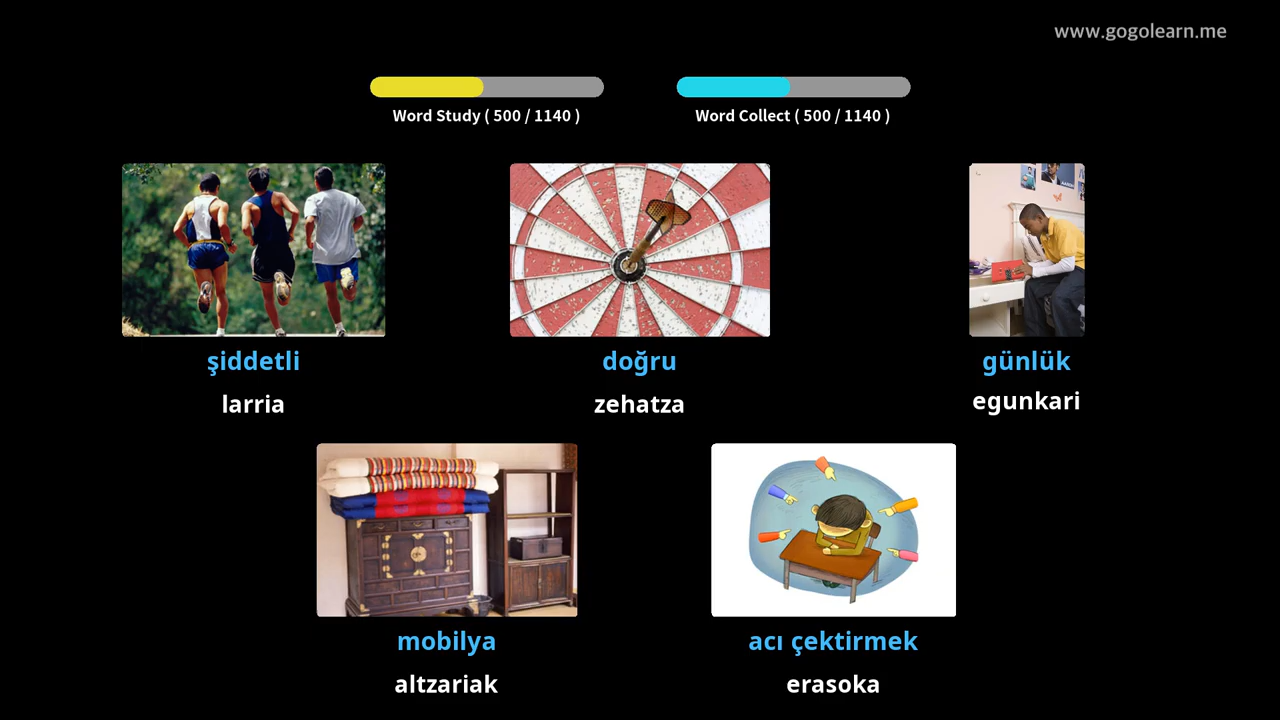 www.gogolearn.me
Word Study ( 500 / 1140 )
Word Collect ( 500 / 1140 )
şiddetli
larria
doğru
zehatza
günlük
egunkari
mobilya
altzariak
acı çektirmek
erasoka